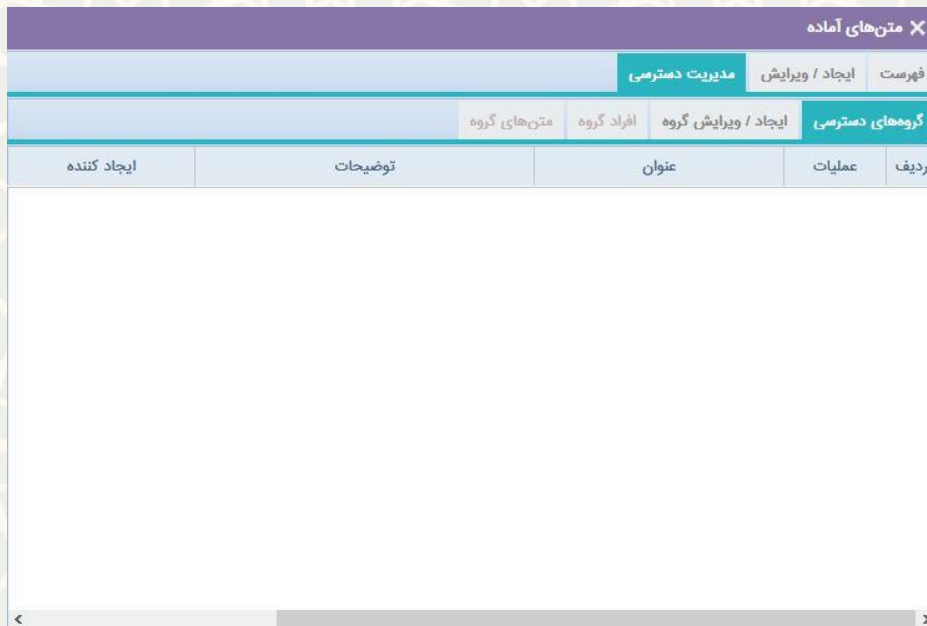 متن‌های آماده
فهرست ایجاد / ویرایش مدیریت دسترسی
گروه‌های دسترسی ایجاد / ویرایش گروه افراد گروه متن‌های گروه
ردیف عملیات عنوان توضیحات ایجاد کننده